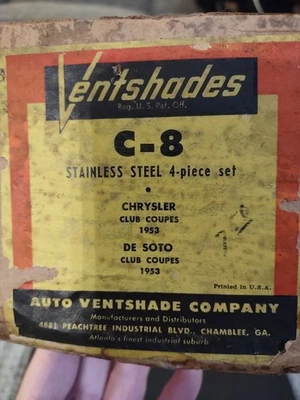 Ventshades
Reg. U. S. Pat. Off.
C-8
STAINLESS STEEL 4-piece set
•
CHRYSLER
CLUB COUPES
1953
DE SOTO
CLUB COUPES
1953
Printed in U.S.A.
AUTO VENTSHADE COMPANY
Manufacturers and Distributors
4881 PEACHTREE INDUSTRIAL BLVD., CHAMBLEE, GA.
Atlanta's finest industrial suburb